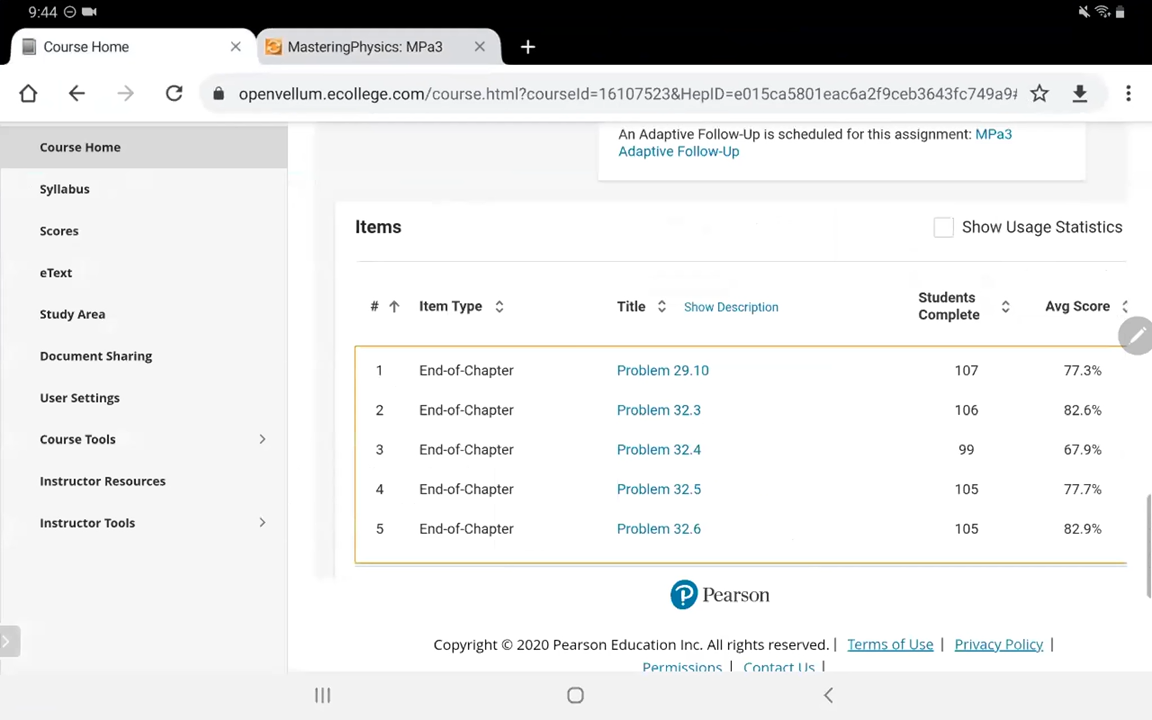 9:44
Course Home
MasteringPhysics: MPa3
openvellum.ecollege.com/course.html?courseId=16107523&HepID=e015ca5801eac6a2f9ceb3643fc749a9#
Course Home
Syllabus
Scores
eText
Study Area
Document Sharing
User Settings
Course Tools
Instructor Resources
Instructor Tools
An Adaptive Follow-Up is scheduled for this assignment: MPa3
Adaptive Follow-Up
Items
Show Usage Statistics
# Item Type Title Show Description Students Complete Avg Score
1 End-of-Chapter Problem 29.10 107 77.3%
2 End-of-Chapter Problem 32.3 106 82.6%
3 End-of-Chapter Problem 32.4 99 67.9%
4 End-of-Chapter Problem 32.5 105 77.7%
5 End-of-Chapter Problem 32.6 105 82.9%
Pearson
Copyright © 2020 Pearson Education Inc. All rights reserved. | Terms of Use | Privacy Policy |
Permissions | Contact Us |